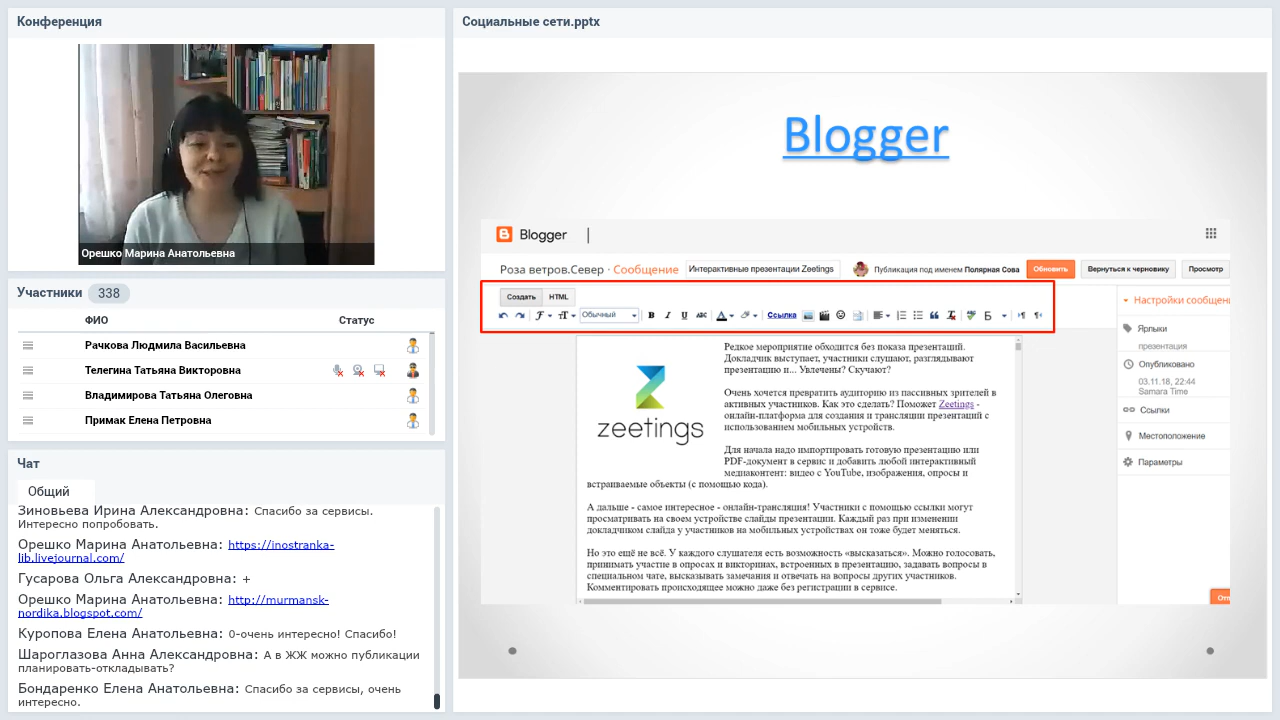 Конференция
Орешко Марина Анатольевна
Участники 338
ФИО Статус
Рачкова Людмила Васильевна
Телегина Татьяна Викторовна
Владимирова Татьяна Олеговна
Примак Елена Петровна
Чат
Общий
Зиновьева Ирина Александровна: Спасибо за сервисы.
Интересно попробовать.
Орешко Марина Анатольевна: https://inostranka-
lib.livejournal.com/
Гусарова Ольга Александровна: +
Орешко Марина Анатольевна: http://murmansk-
nordika.blogspot.com/
Куропова Елена Анатольевна: 0-очень интересно! Спасибо!
Шароглазова Анна Александровна: А в ЖЖ можно публикации
планировать-откладывать?
Бондаренко Елена Анатольевна: Спасибо за сервисы, очень
интересно.
Социальные сети.pptx
Blogger
Blogger
Роза ветров.Север · Сообщение Интерактивные презентации Zeetings Публикация под именем Полярная Сова Обновить Вернуться к черновику Просмотр
Создать HTML
Обычный Ссылка
zeetings
Редкое мероприятие обходится без показа презентаций.
Докладчик выступает, участники слушают, разглядывают
презентацию и... Увлечены? Скучают?
Очень хочется превратить аудиторию из пассивных зрителей в
активных участников. Как это сделать? Поможет Zeetings -
онлайн-платформа для создания и трансляции презентаций с
использованием мобильных устройств.
Для начала надо импортировать готовую презентацию или
PDF-документ в сервис и добавить любой интерактивный
медиаконтент: видео с YouTube, изображения, опросы и
встраиваемые объекты (с помощью кода).
А дальше - самое интересное - онлайн-трансляция! Участники с помощью ссылки могут
просматривать на своем устройстве слайды презентации. Каждый раз при изменении
докладчиком слайда у участников на мобильных устройствах он тоже будет меняться.
Но это ещё не всё. У каждого слушателя есть возможность «высказаться». Можно голосовать,
принимать участие в опросах и викторинах, встроенных в презентацию, задавать вопросы в
специальном чате, высказывать замечания и отвечать на вопросы других участников.
Комментировать происходящее можно даже без регистрации в сервисе.
Настройки сообщен
Ярлыки
презентация
Опубликовано
03.11.18, 22:44
Samara Time
Ссылки
Местоположение
Параметры